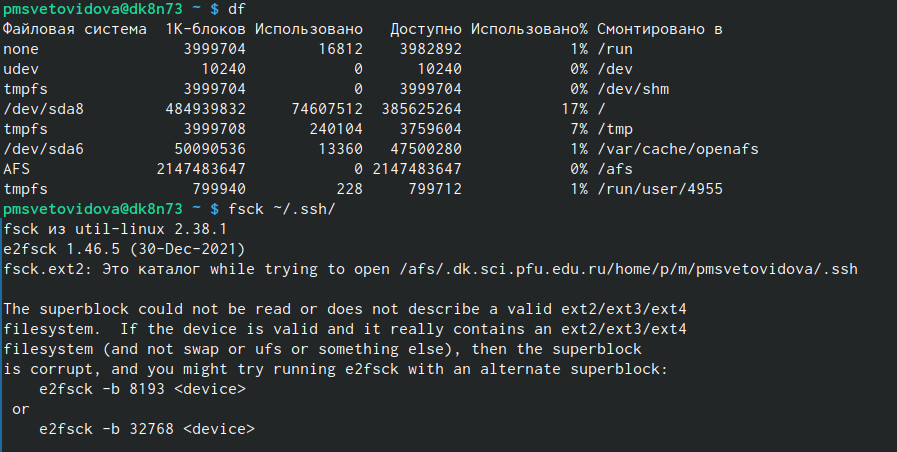 pmsvetovidova@dk8n73 ~ $ df
Файловая система 1K-блоков Использовано Доступно Использовано% Смонтировано в
none 3999704 16812 3982892 1% /run
udev 10240 0 10240 0% /dev
tmpfs 3999704 0 3999704 0% /dev/shm
/dev/sda8 484939832 74607512 385625264 17% /
tmpfs 3999708 240104 3759604 7% /tmp
/dev/sda6 50090536 13360 47500280 1% /var/cache/openafs
AFS 2147483647 0 2147483647 0% /afs
tmpfs 799940 228 799712 1% /run/user/4955
pmsvetovidova@dk8n73 ~ $ fsck ~/.ssh/
fsck из util-linux 2.38.1
e2fsck 1.46.5 (30-Dec-2021)
fsck.ext2: Это каталог while trying to open /afs/.dk.sci.pfu.edu.ru/home/p/m/pmsvetovidova/.ssh

The superblock could not be read or does not describe a valid ext2/ext3/ext4
filesystem.  If the device is valid and it really contains an ext2/ext3/ext4
filesystem (and not swap or ufs or something else), then the superblock
is corrupt, and you might try running e2fsck with an alternate superblock:
    e2fsck -b 8193 <device>
 or
    e2fsck -b 32768 <device>